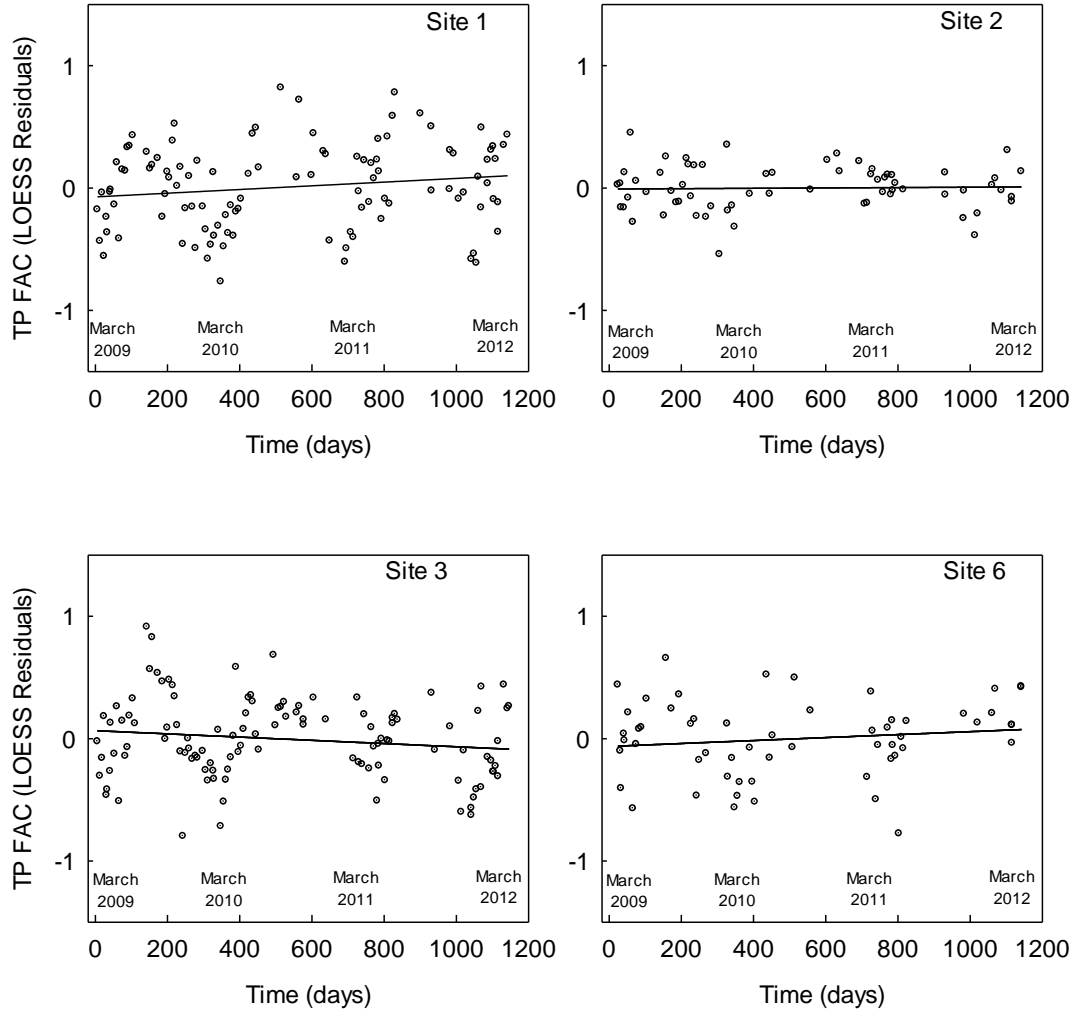 Site 1
TP FAC (LOESS Residuals)
1
0
-1
March
2009
March
2010
March
2011
March
2012
0 200 400 600 800 1000 1200
Time (days)
Site 2
1
0
-1
March
2009
March
2010
March
2011
March
2012
0 200 400 600 800 1000 1200
Time (days)
Site 3
TP FAC (LOESS Residuals)
1
0
-1
March
2009
March
2010
March
2011
March
2012
0 200 400 600 800 1000 1200
Time (days)
Site 6
1
0
-1
March
2009
March
2010
March
2011
March
2012
0 200 400 600 800 1000 1200
Time (days)